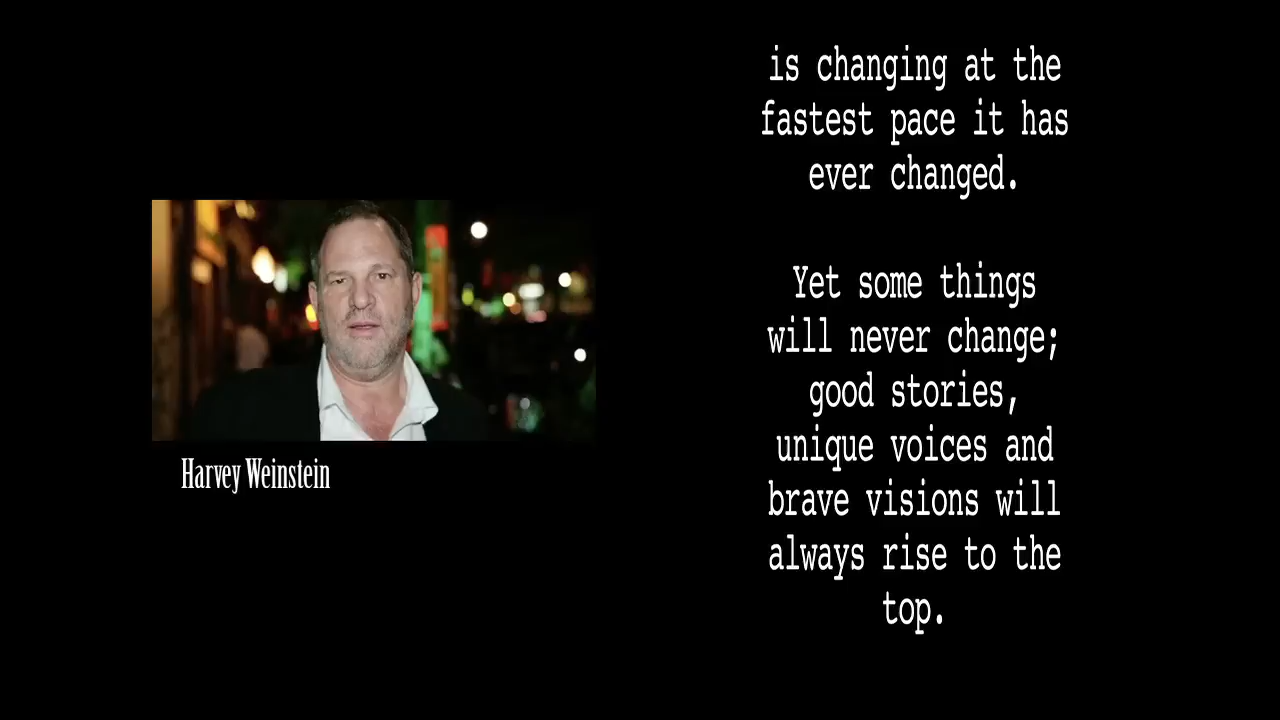 Harvey Weinstein
is changing at the
fastest pace it has
ever changed.
Yet some things
will never change;
good stories,
unique voices and
brave visions will
always rise to the
top.